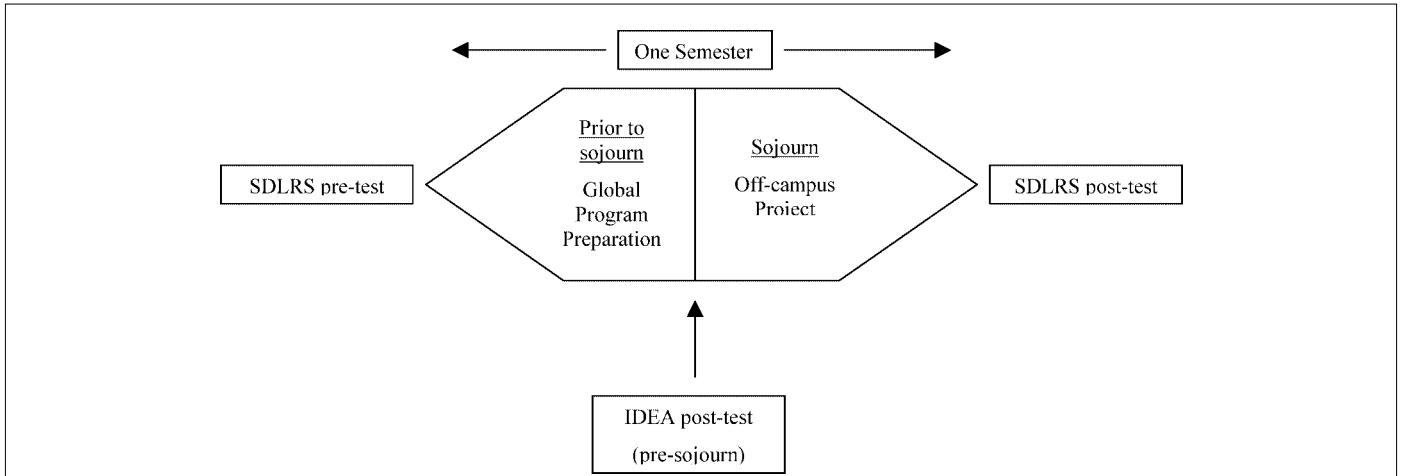 One Semester
Prior to
sojourn
Global
Program
Preparation
Sojourn
Off-campus
Project
SDLRS pre-test
SDLRS post-test
IDEA post-test
(pre-sojourn)